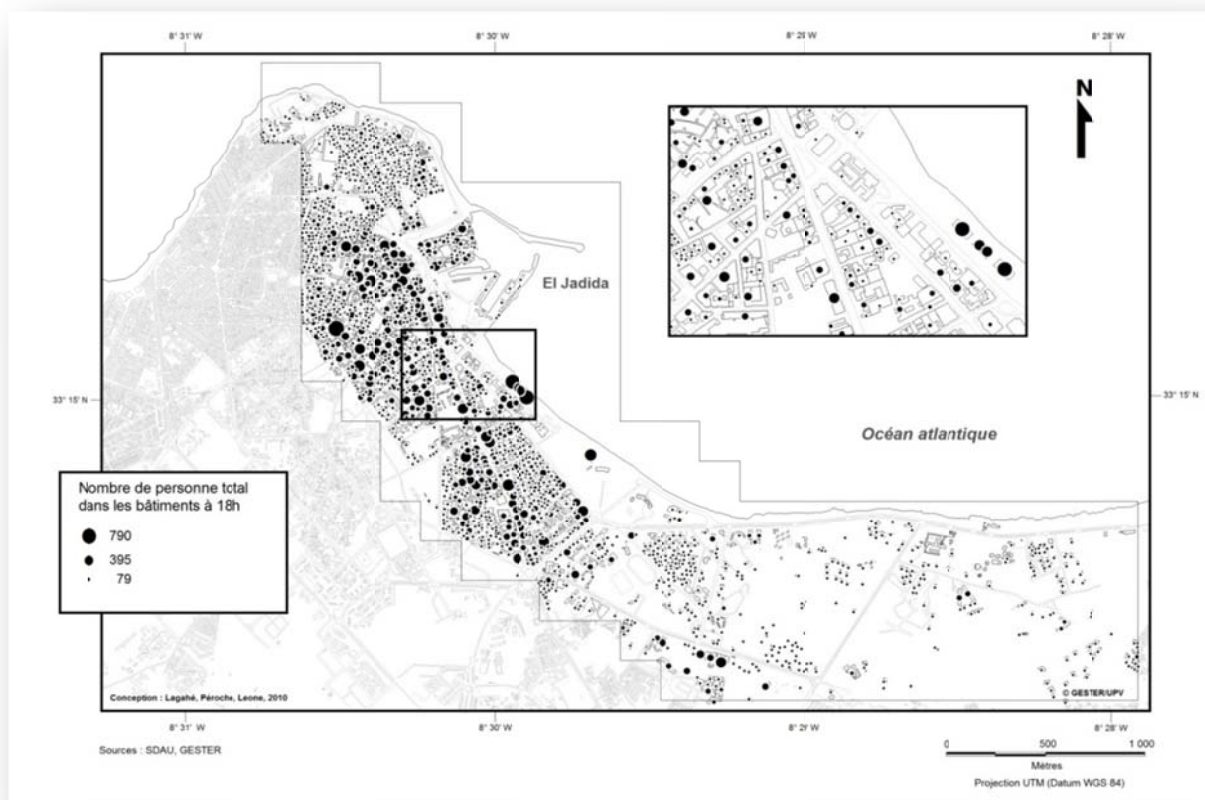 8° 31' W
8° 30' W
8° 29' W
8° 28' W
N
El Jadida
33° 15' N
33° 15' N
Océan atlantique
Nombre de personne total
dans les bâtiments à 18h
790
395
79
Conception : Lagahé, Péroche, Leone, 2010
© GESTER/UPV
8° 31' W
8° 30' W
8° 29' W
8° 28' W
Sources : SDAU, GESTER
0 500 1 000
Mètres
Projection UTM (Datum WGS 84)